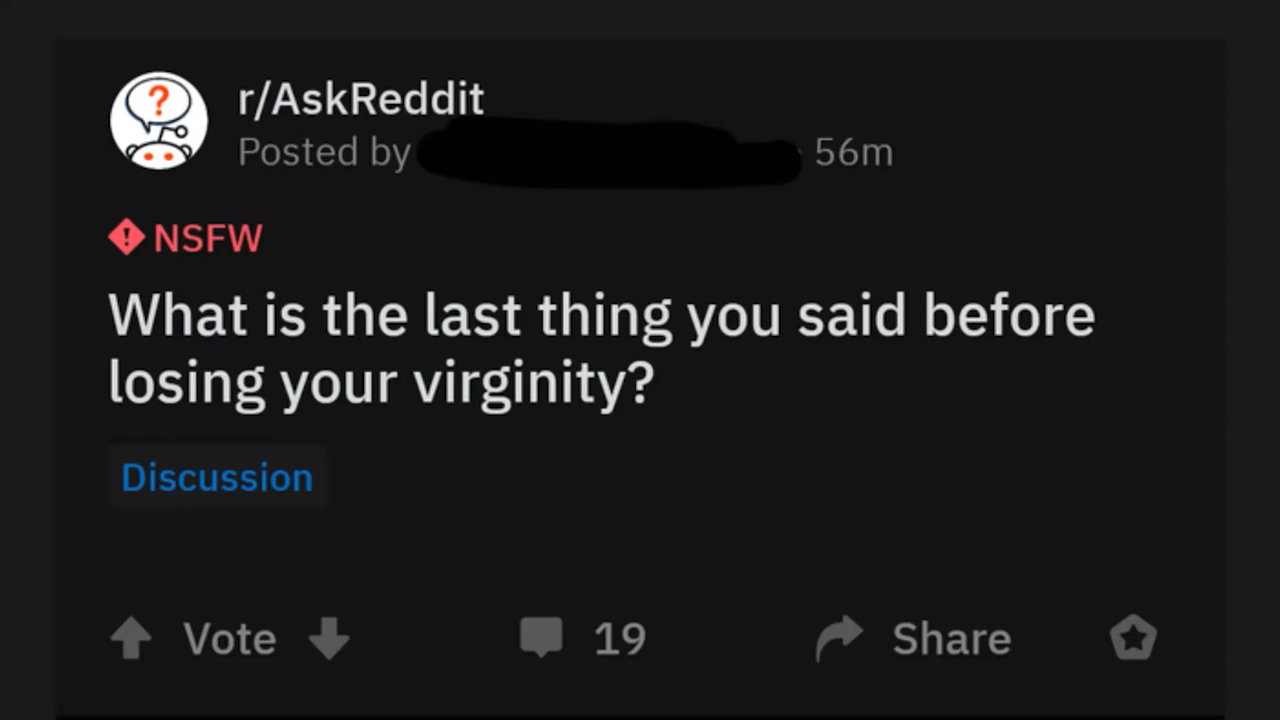 r/AskReddit
Posted by 56m
NSFW
What is the last thing you said before
losing your virginity?
Discussion
Vote 19 Share